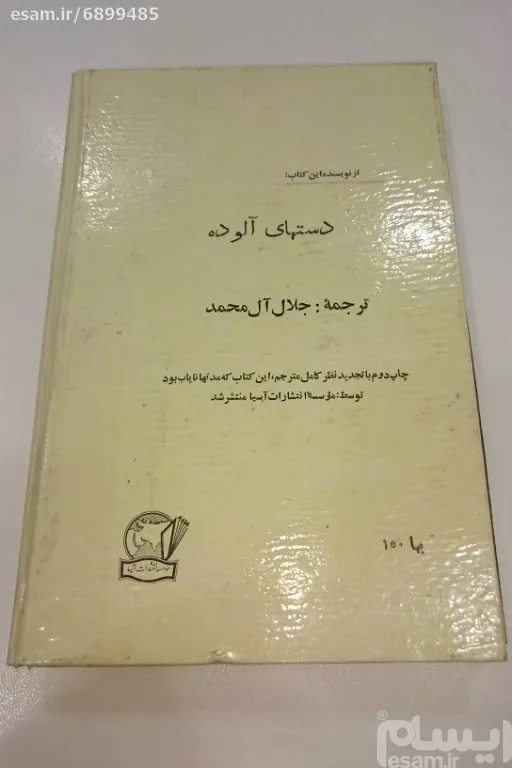 esam.ir/6899485
از نویسنده این کتاب:
دستهای آلوده
ترجمهٔ : جلال آل محمد
چاپ دوم با تجدید نظر کامل مترجم، این کتاب که مدتها نایاب بود
توسط: مؤسسهٔ انتشارات آسیا منتشر شد
بها ۱۵۰
ایسام®
esam.ir